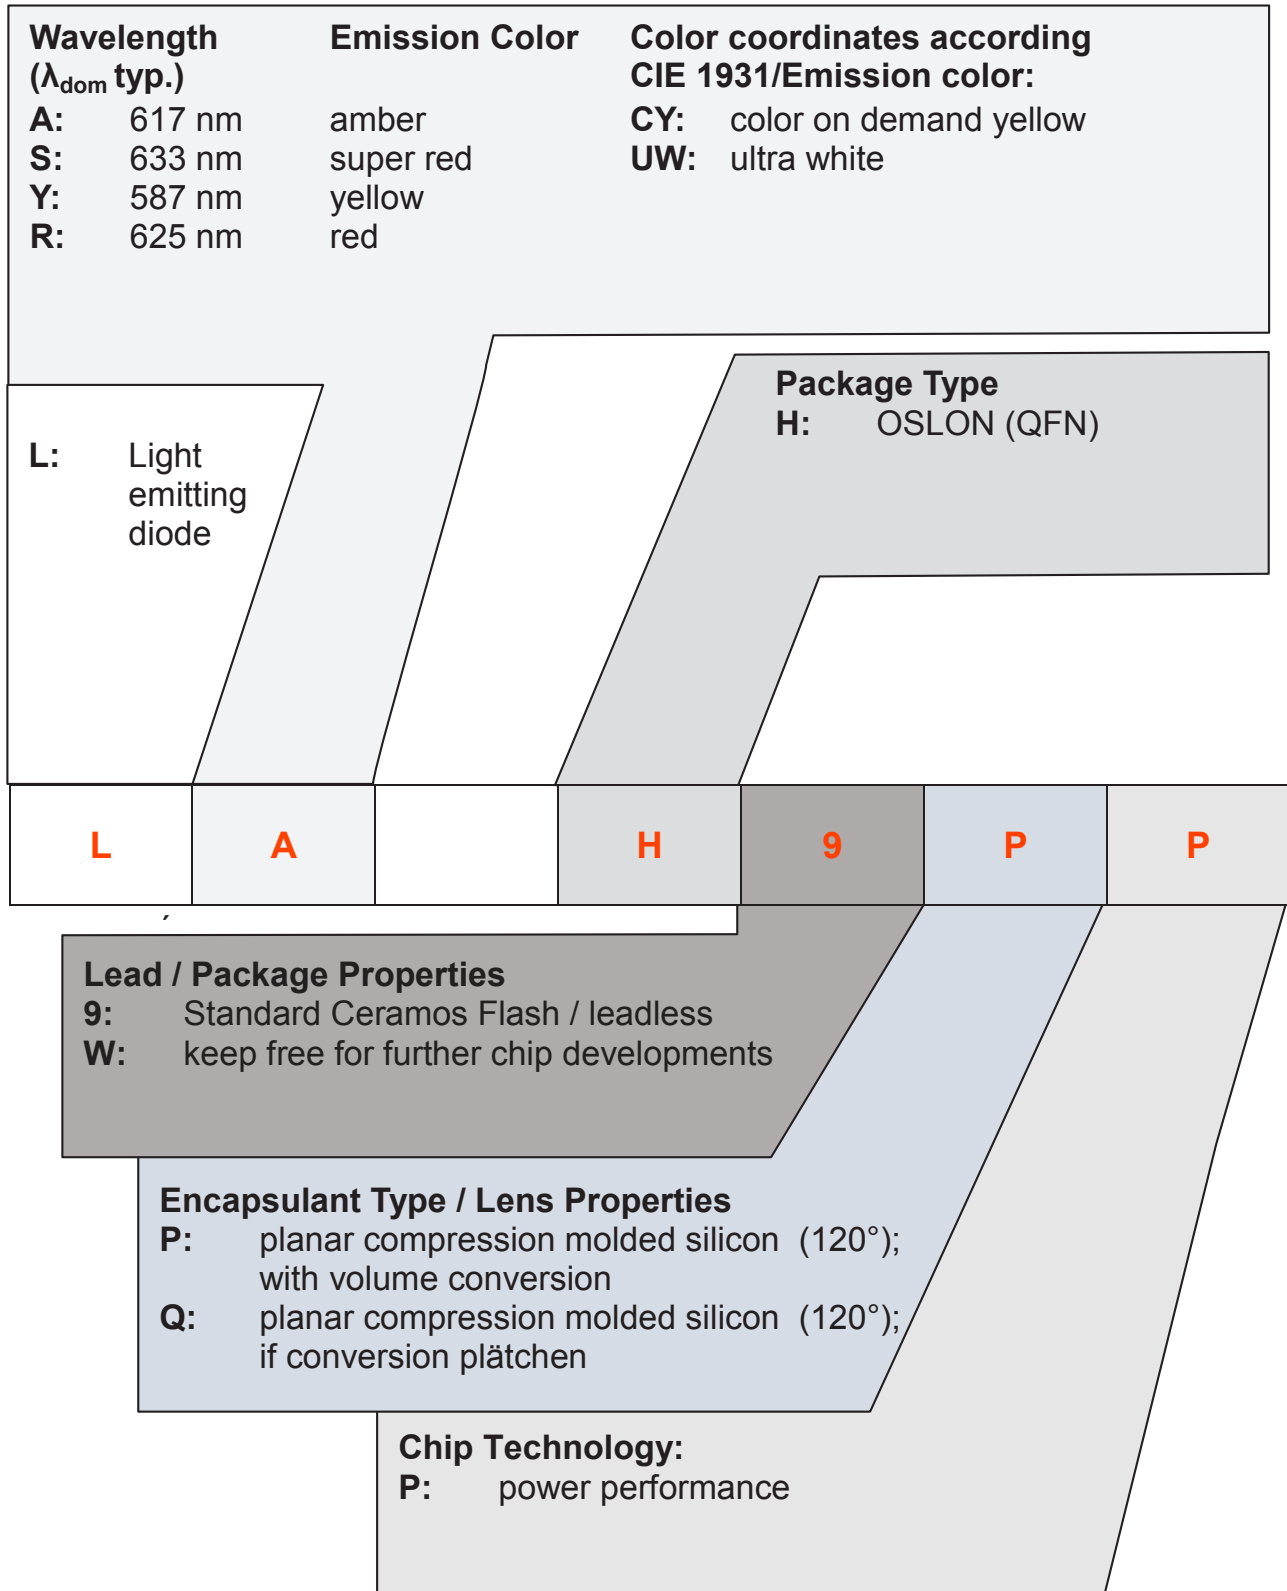 Wavelength Emission Color Color coordinates according
(λdom typ.) CIE 1931/Emission color:
A: 617 nm amber CY: color on demand yellow
S: 633 nm super red UW: ultra white
Y: 587 nm yellow
R: 625 nm red
Package Type
H: OSLON (QFN)
L: Light
emitting
diode
L A H 9 P P
Lead / Package Properties
9: Standard Ceramos Flash / leadless
W: keep free for further chip developments
Encapsulant Type / Lens Properties
P: planar compression molded silicon (120°);
with volume conversion
Q: planar compression molded silicon (120°);
if conversion plätchen
Chip Technology:
P: power performance